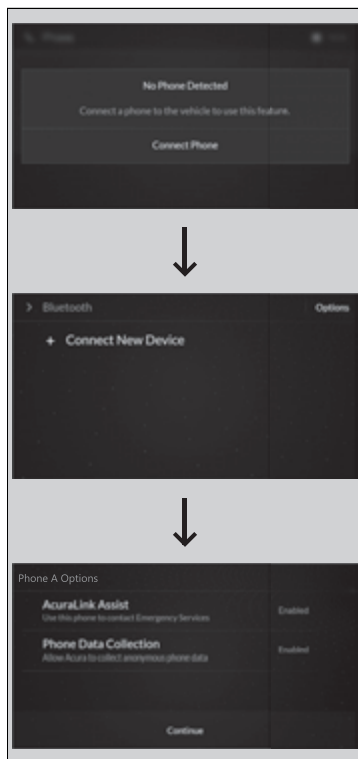 Phone
No Phone Detected
Connect a phone to the vehicle to use this feature.
Connect Phone
Bluetooth
Options
+ Connect New Device
Phone A Options
AcuraLink Assist
Use this phone to contact Emergency Services
Enabled
Phone Data Collection
Allow Acura to collect anonymous phone data
Enabled
Continue